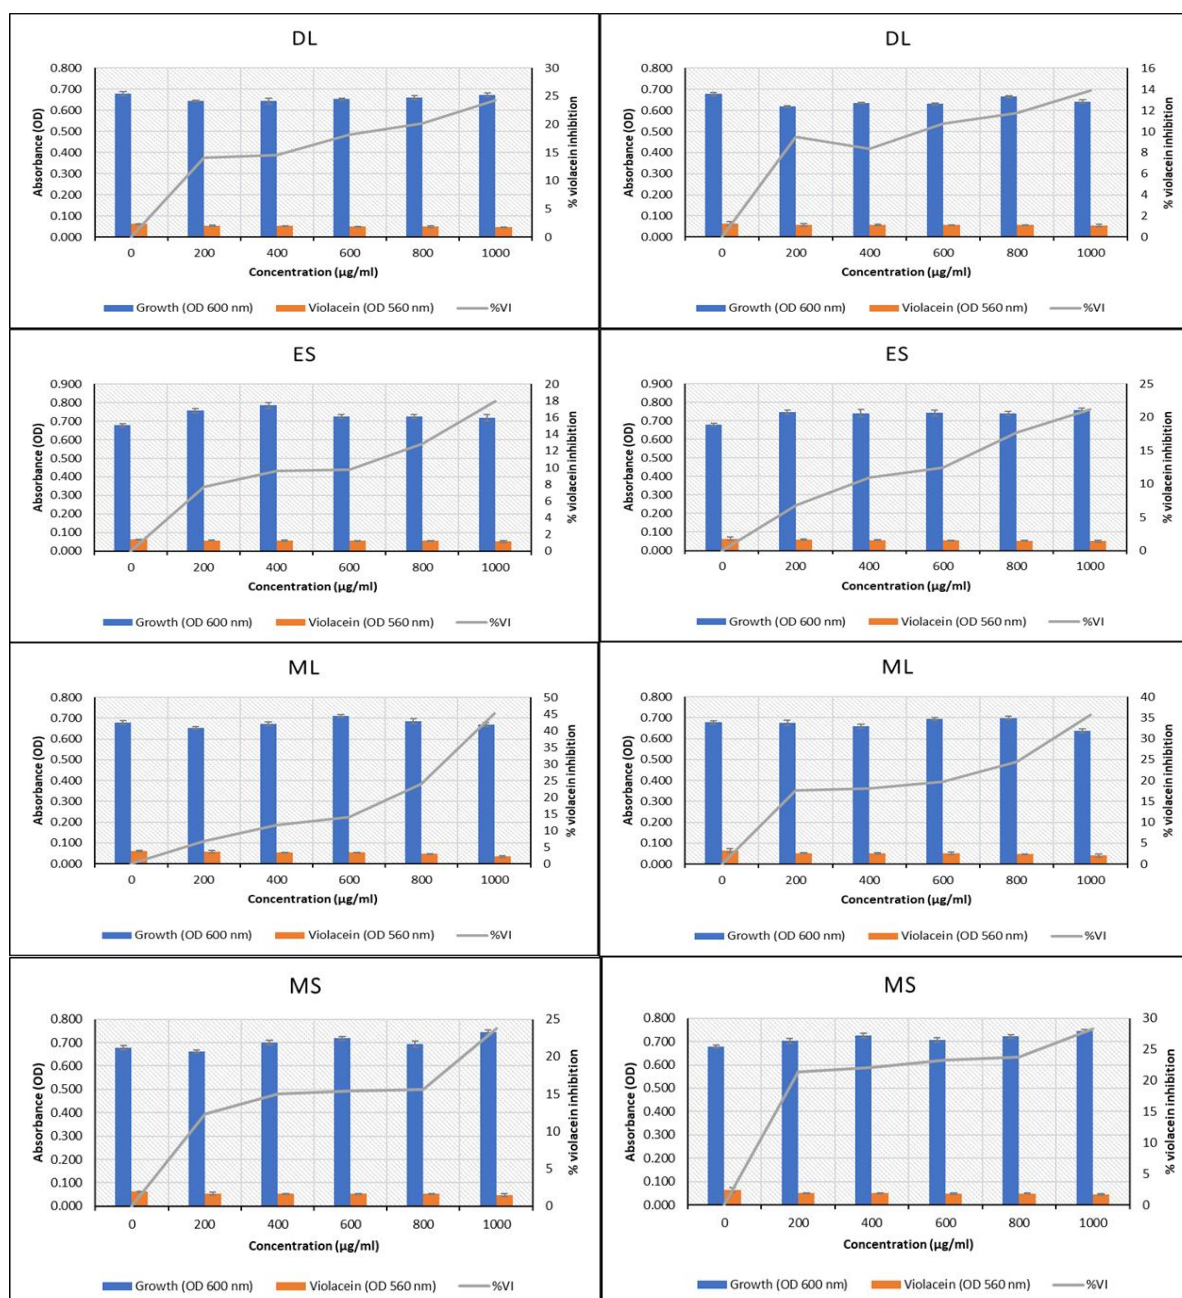 DL
0.800 30
0.700 25
0.600
0.500 20
0.400 15
0.300 10
0.200
0.100 5
0.000 0
Absorbance (OD)
% violacein inhibition
0 200 400 600 800 1000
Concentration (µg/ml)
Growth (OD 600 nm) Violacein (OD 560 nm) %VI
DL
0.800 16
0.700 14
0.600 12
0.500 10
0.400 8
0.300 6
0.200 4
0.100 2
0.000 0
Absorbance (OD)
% violacein inhibition
0 200 400 600 800 1000
Concentration (µg/ml)
Growth (OD 600 nm) Violacein (OD 560 nm) %VI
ES
0.900 20
0.800 18
0.700 16
0.600 14
0.500 12
0.400 10
0.300 8
0.200 6
0.100 4
0.000 2
0
Absorbance (OD)
% violacein inhibition
0 200 400 600 800 1000
Concentration (µg/ml)
Growth (OD 600 nm) Violacein (OD 560 nm) %VI
ES
0.900 25
0.800
0.700 20
0.600
0.500 15
0.400 10
0.300
0.200 5
0.100
0.000 0
Absorbance (OD)
% violacein inhibition
0 200 400 600 800 1000
Concentration (µg/ml)
Growth (OD 600 nm) Violacein (OD 560 nm) %VI
ML
0.800 50
0.700 45
0.600 40
0.500 35
0.400 30
0.300 25
0.200 20
0.100 15
0.000 10
5
0
Absorbance (OD)
% violacein inhibition
0 200 400 600 800 1000
Concentration (µg/ml)
Growth (OD 600 nm) Violacein (OD 560 nm) %VI
ML
0.800 40
0.700 35
0.600 30
0.500 25
0.400 20
0.300 15
0.200 10
0.100 5
0.000 0
Absorbance (OD)
% violacein inhibition
0 200 400 600 800 1000
Concentration (µg/ml)
Growth (OD 600 nm) Violacein (OD 560 nm) %VI
MS
0.800 25
0.700
0.600 20
0.500 15
0.400
0.300 10
0.200 5
0.100
0.000 0
Absorbance (OD)
% violacein inhibition
0 200 400 600 800 1000
Concentration (µg/ml)
Growth (OD 600 nm) Violacein (OD 560 nm) %VI
MS
0.800 30
0.700 25
0.600
0.500 20
0.400 15
0.300 10
0.200
0.100 5
0.000 0
Absorbance (OD)
% violacein inhibition
0 200 400 600 800 1000
Concentration (µg/ml)
Growth (OD 600 nm) Violacein (OD 560 nm) %VI